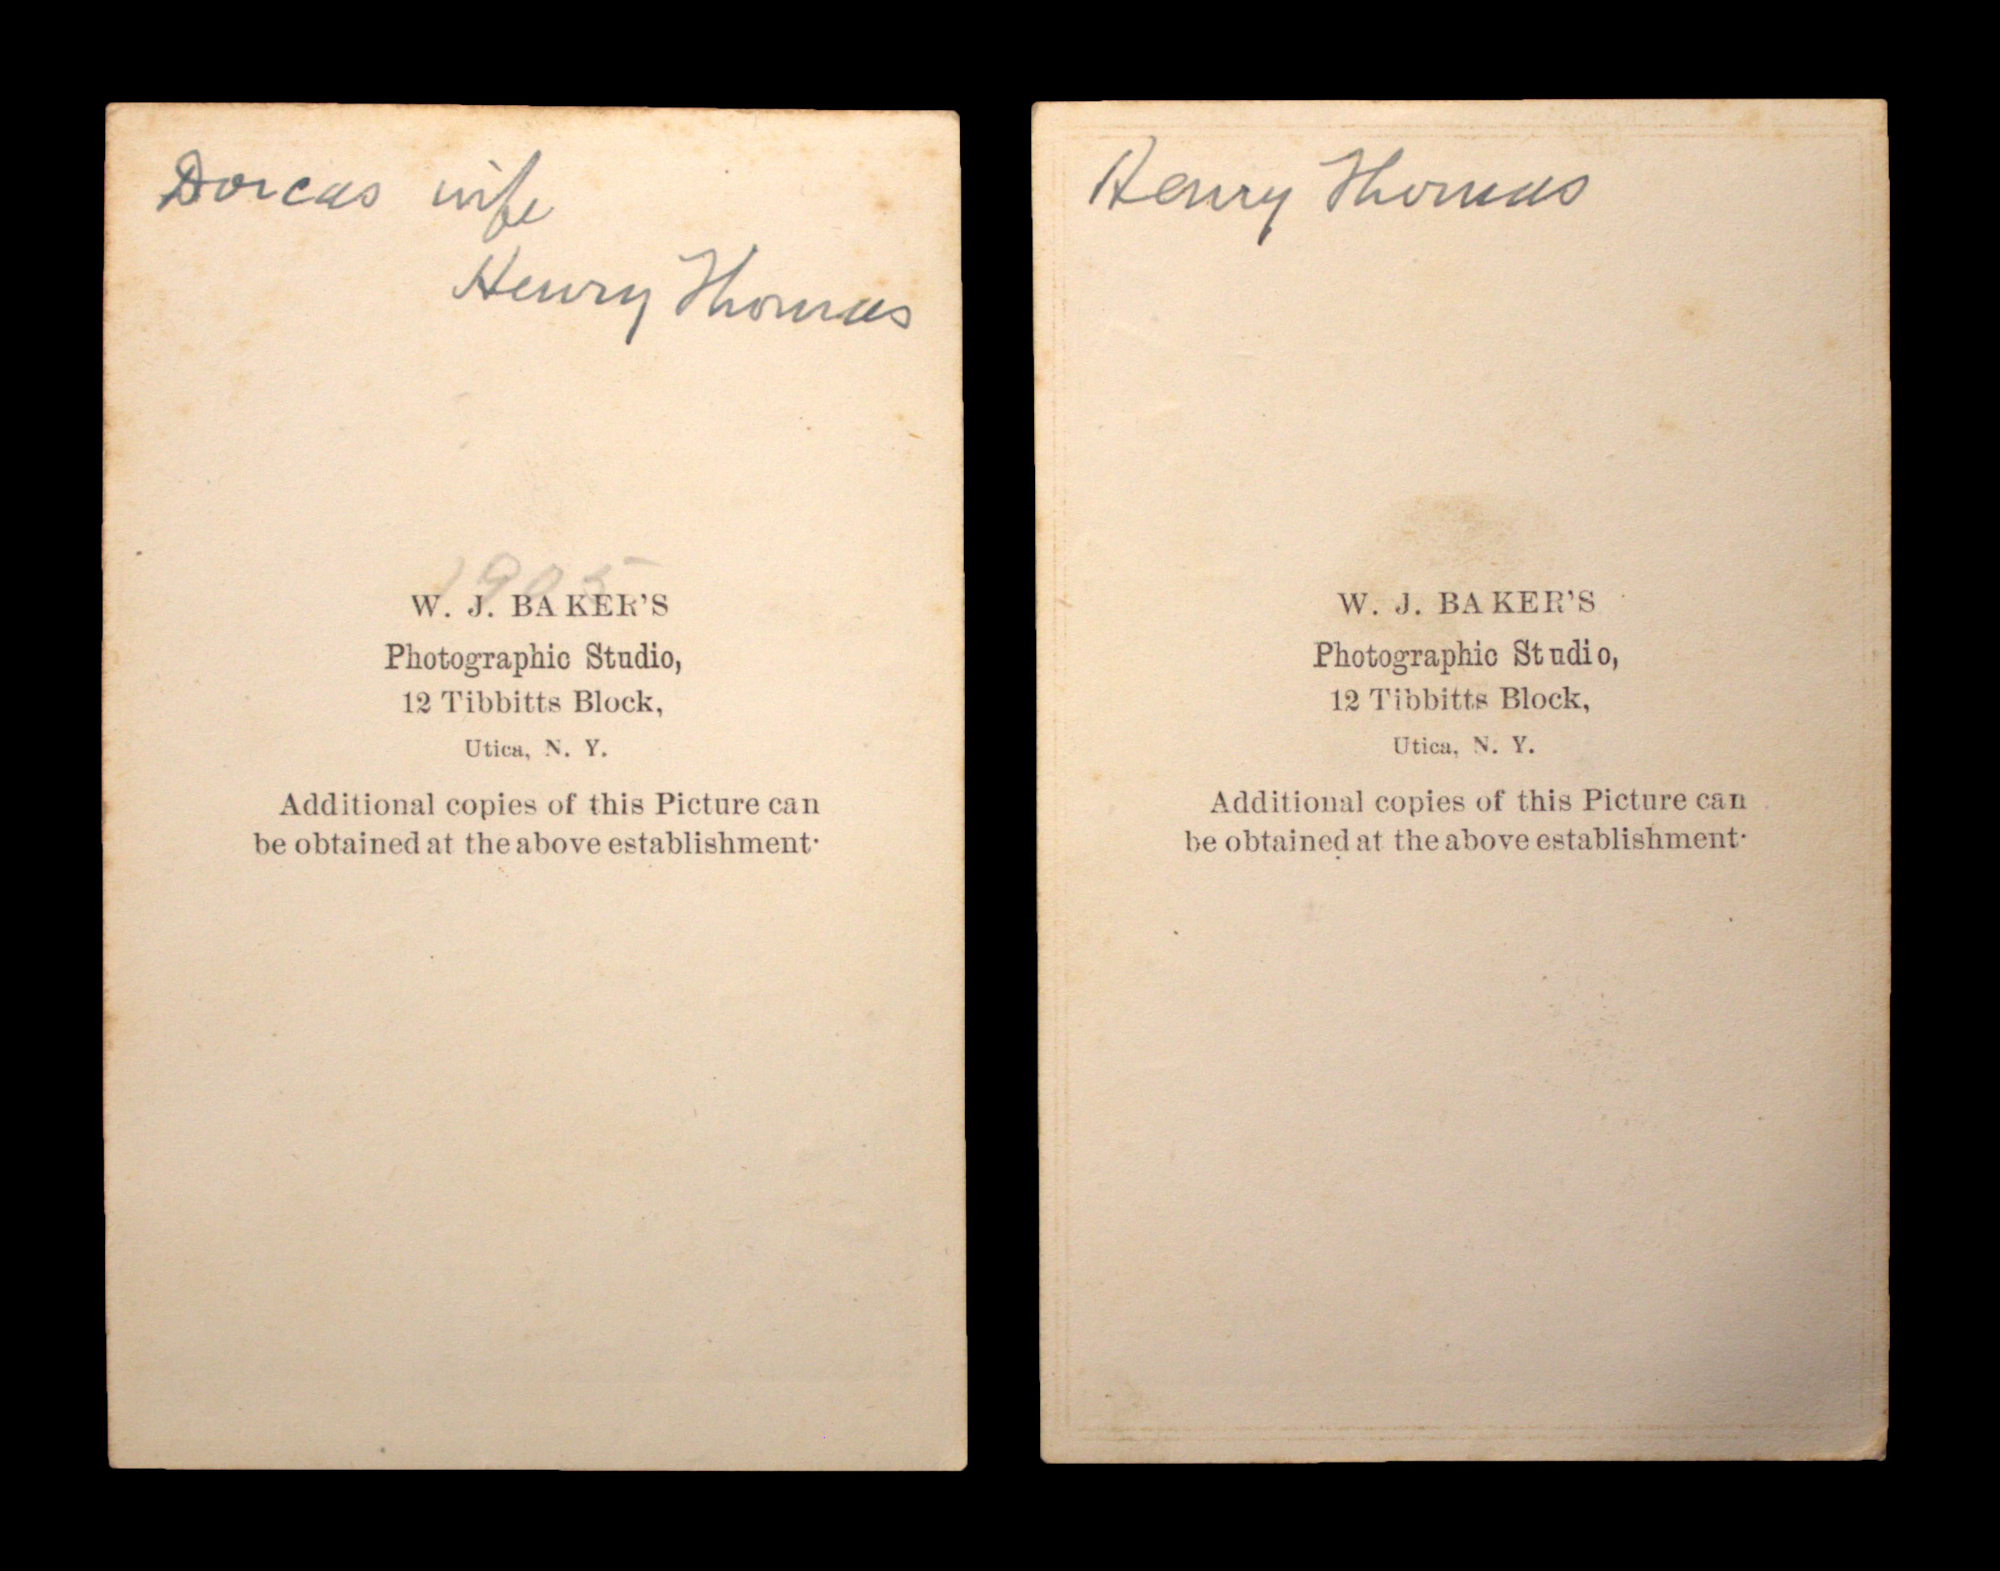 Dorcas wife
Henry Thomas
1905
W. J. BAKER'S
Photographic Studio,
12 Tibbitts Block,
Utica, N. Y.
Additional copies of this Picture can
be obtained at the above establishment.
Henry Thomas
W. J. BAKER'S
Photographic Studio,
12 Tibbitts Block,
Utica, N. Y.
Additional copies of this Picture can
be obtained at the above establishment.